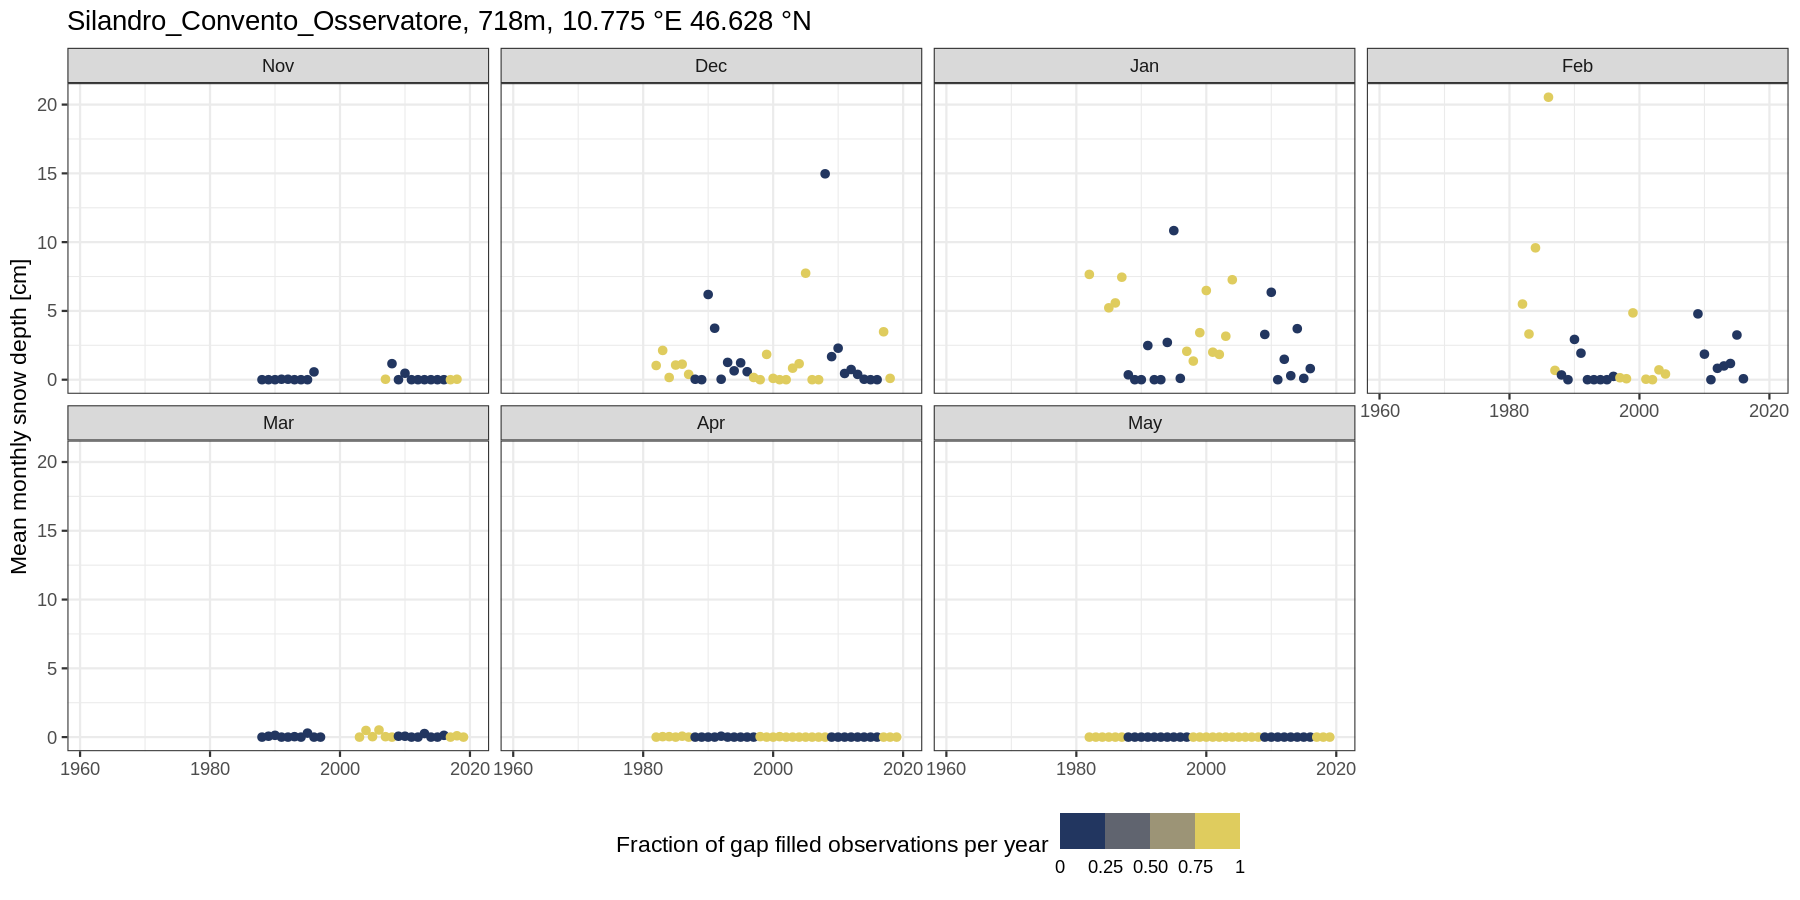 Silandro_Convento_Osservatore, 718m, 10.775 °E 46.628 °N
Nov Dec Jan Feb
20
15
10
5
0
1960 1980 2000 2020
Mar Apr May
20
15
10
5
0
1960 1980 2000 2020 1960 1980 2000 2020 1960 1980 2000 2020
Mean monthly snow depth [cm]
Fraction of gap filled observations per year
0 0.25 0.50 0.75 1